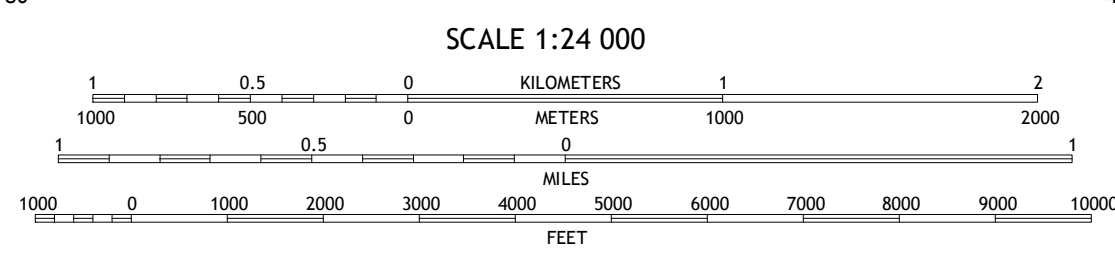 SCALE 1:24 000
1 0.5 0 KILOMETERS 1 2
1000 500 0 METERS 1000 2000
1 0.5 0 1
MILES
1000 0 1000 2000 3000 4000 5000 6000 7000 8000 9000 10000
FEET